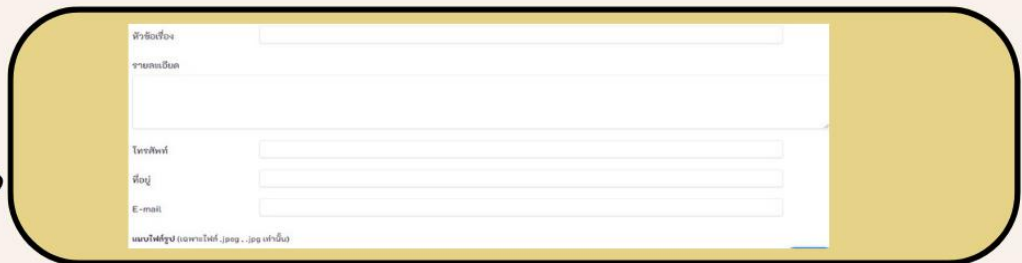 หัวข้อเรื่อง
รายละเอียด
โทรศัพท์
ที่อยู่
E-mail
แนบไฟล์รูป (เฉพาะไฟล์ .jpeg , .jpg เท่านั้น)